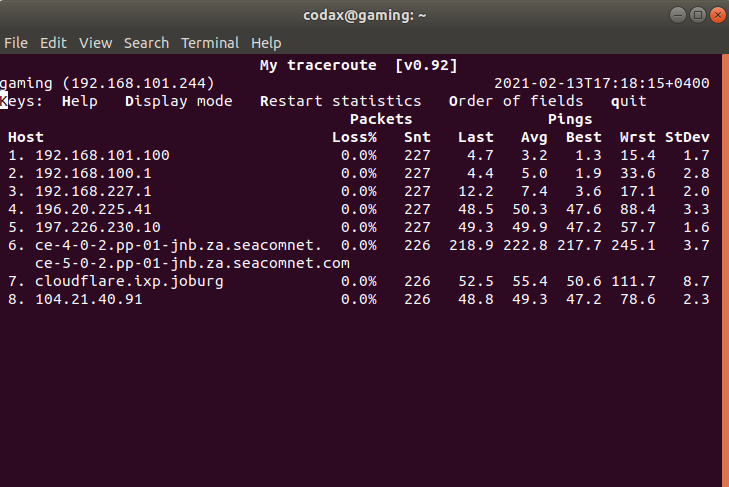 codax@gaming: ~
File Edit View Search Terminal Help
My traceroute [v0.92]
gaming (192.168.101.244) 2021-02-13T17:18:15+0400
Keys: Help Display mode Restart statistics Order of fields quit
Packets Pings
Host Loss% Snt Last Avg Best Wrst StDev
1. 192.168.101.100 0.0% 227 4.7 3.2 1.3 15.4 1.7
2. 192.168.100.1 0.0% 227 4.4 5.0 1.9 33.6 2.8
3. 192.168.227.1 0.0% 227 12.2 7.4 3.6 17.1 2.0
4. 196.20.225.41 0.0% 227 48.5 50.3 47.6 88.4 3.3
5. 197.226.230.10 0.0% 227 49.3 49.9 47.2 57.7 1.6
6. ce-4-0-2.pp-01-jnb.za.seacomnet. 0.0% 226 218.9 222.8 217.7 245.1 3.7
ce-5-0-2.pp-01-jnb.za.seacomnet.com
7. cloudflare.ixp.joburg 0.0% 226 52.5 55.4 50.6 111.7 8.7
8. 104.21.40.91 0.0% 226 48.8 49.3 47.2 78.6 2.3